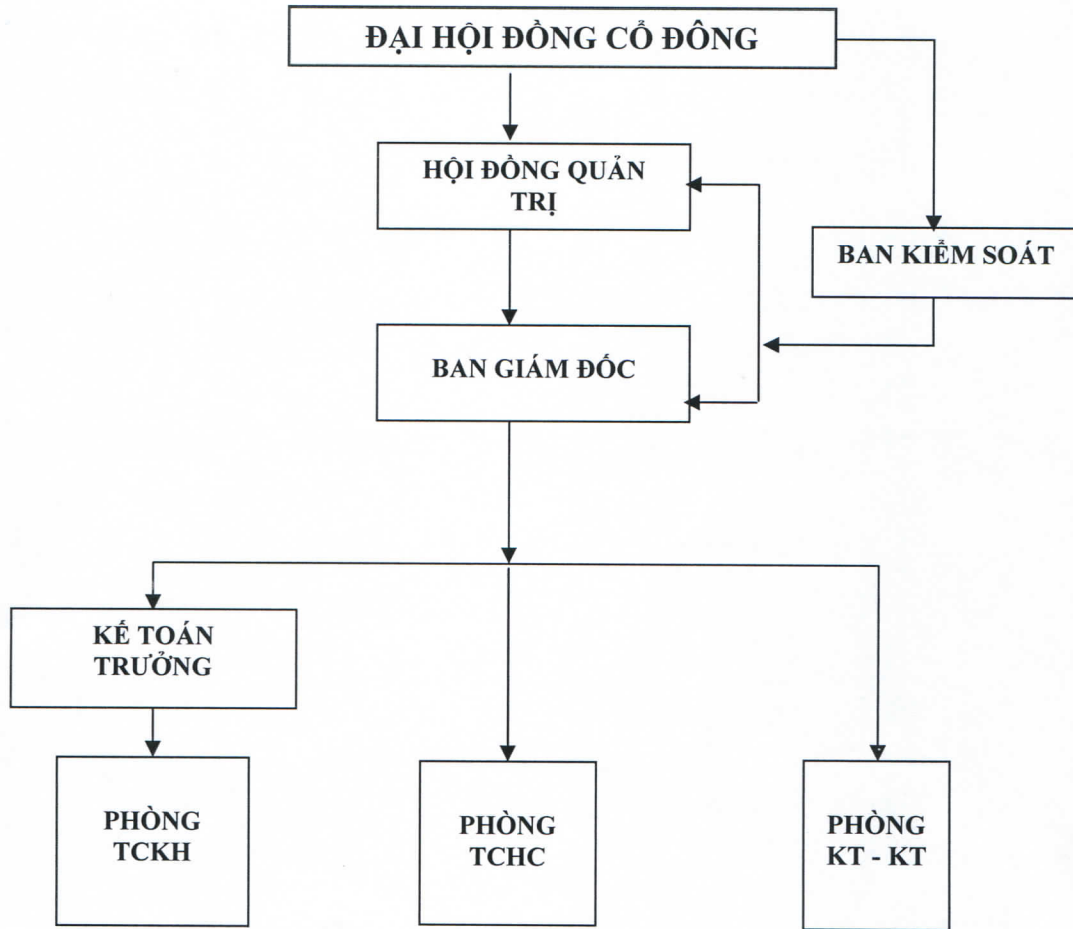 ĐẠI HỘI ĐỒNG CỔ ĐÔNG
HỘI ĐỒNG QUẢN
TRỊ
BAN KIỂM SOÁT
BAN GIÁM ĐỐC
KẾ TOÁN
TRƯỞNG
PHÒNG
TCKH
PHÒNG
TCHC
PHÒNG
KT - KT